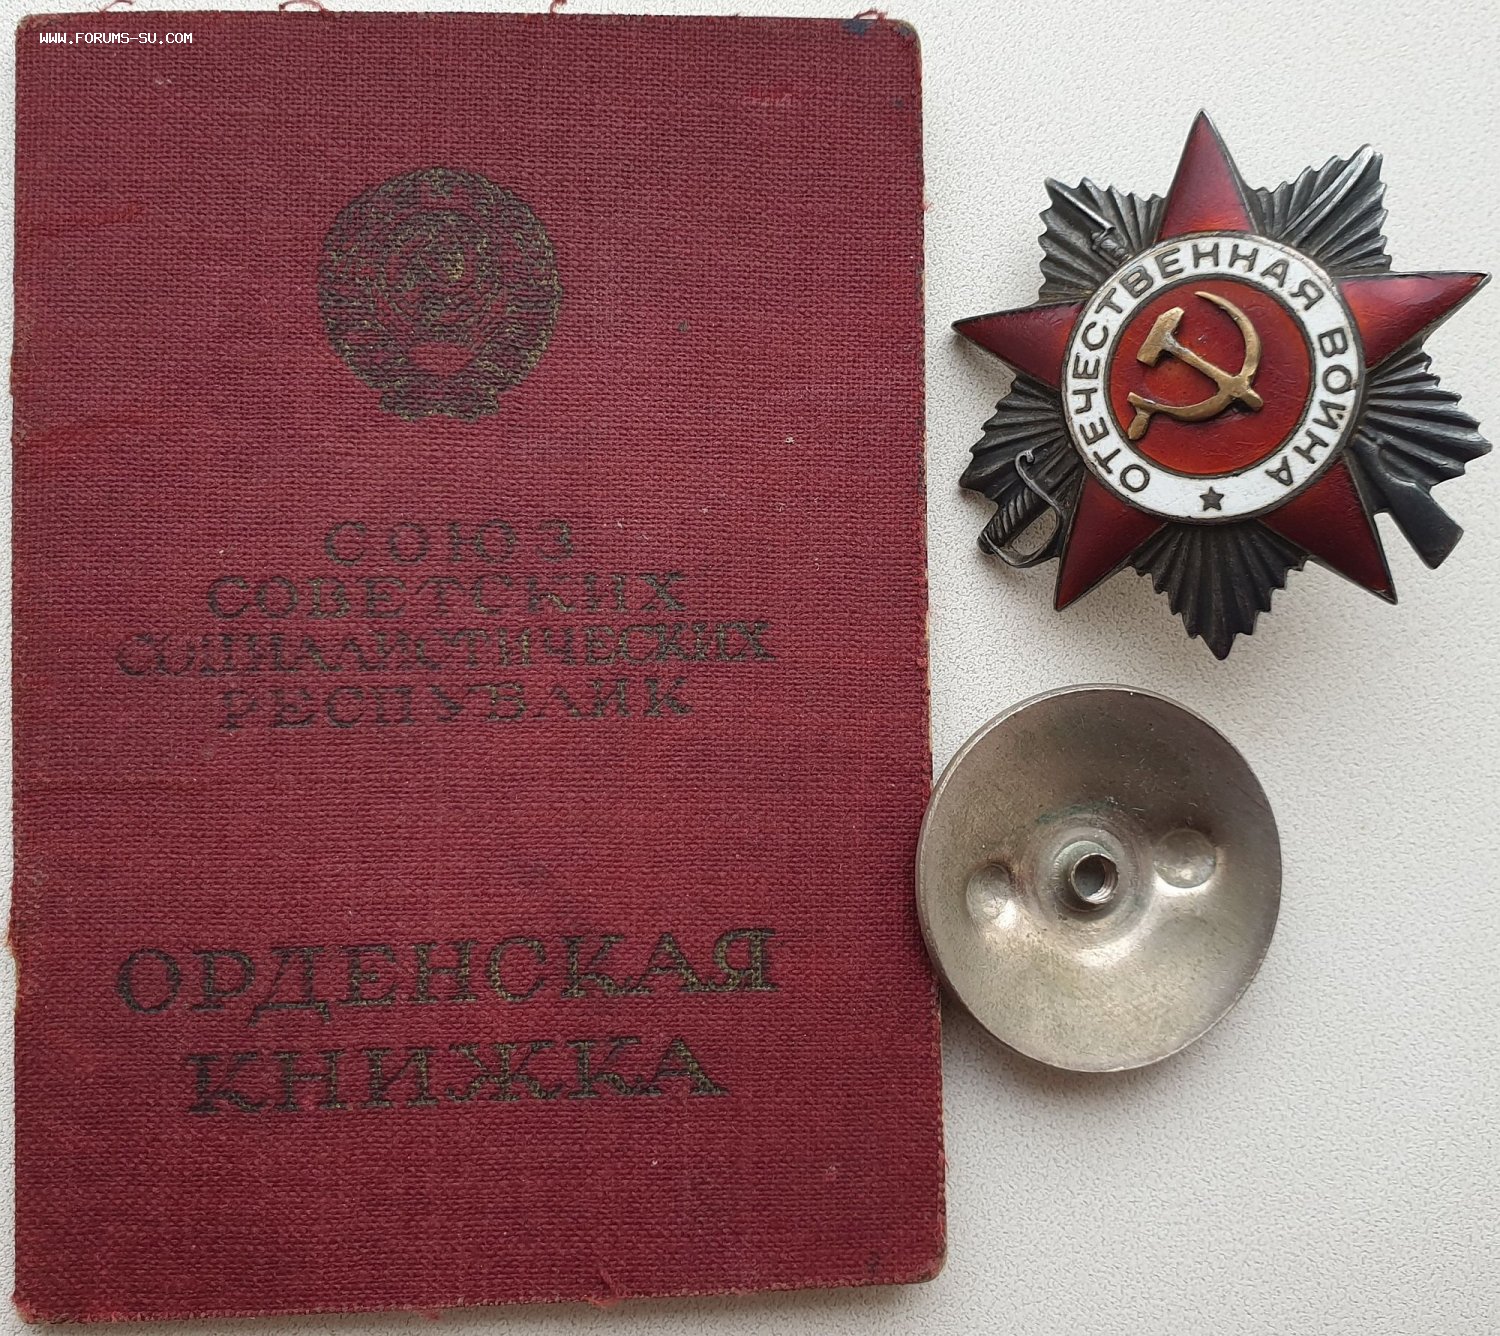 WWW.FORUMS-SU.COM
СОЮЗ
СОВЕТСКИХ
СОЦИАЛИСТИЧЕСКИХ
РЕСПУБЛИК
ОРДЕНСКАЯ
КНИЖКА
ОТЕЧЕСТВЕННАЯ ВОЙНА